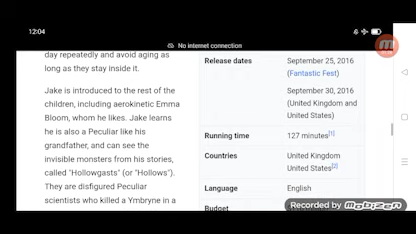 12:04
No internet connection
day repeatedly and avoid aging as
long as they stay inside it.
Jake is introduced to the rest of the
children, including aerokinetic Emma
Bloom, whom he likes. Jake learns
he is also a Peculiar like his
grandfather, and can see the
invisible monsters from his stories,
called "Hollowgasts" (or "Hollows").
They are disfigured Peculiar
scientists who killed a Ymbryne in a
Release dates
September 25, 2016
(Fantastic Fest)
September 30, 2016
(United Kingdom and
United States)
Running time
127 minutes[1]
Countries
United Kingdom
United States[2]
Language
English
Budget
Recorded by Mobizen